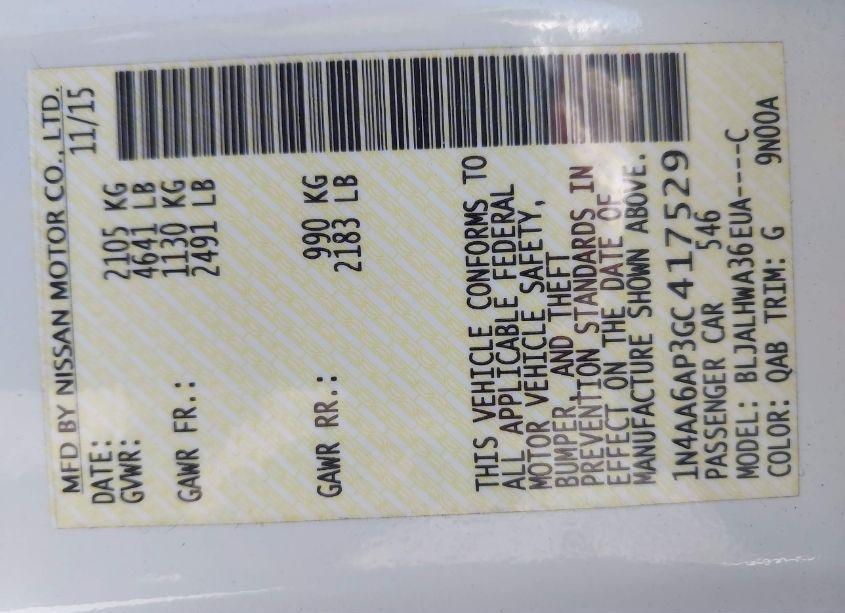 MFD BY NISSAN MOTOR CO., LTD.
DATE: 11/15
GVWR: 2105 KG
4641 LB
GAWR FR.: 1130 KG
2491 LB
GAWR RR.: 990 KG
2183 LB
THIS VEHICLE CONFORMS TO
ALL APPLICABLE FEDERAL
MOTOR VEHICLE SAFETY,
BUMPER, AND THEFT
PREVENTION STANDARDS IN
EFFECT ON THE DATE OF
MANUFACTURE SHOWN ABOVE.
1N4AA6AP3GC417529
PASSENGER CAR 546
MODEL: BLJALHWA36EUA----C
COLOR: QAB TRIM: G 9N00A